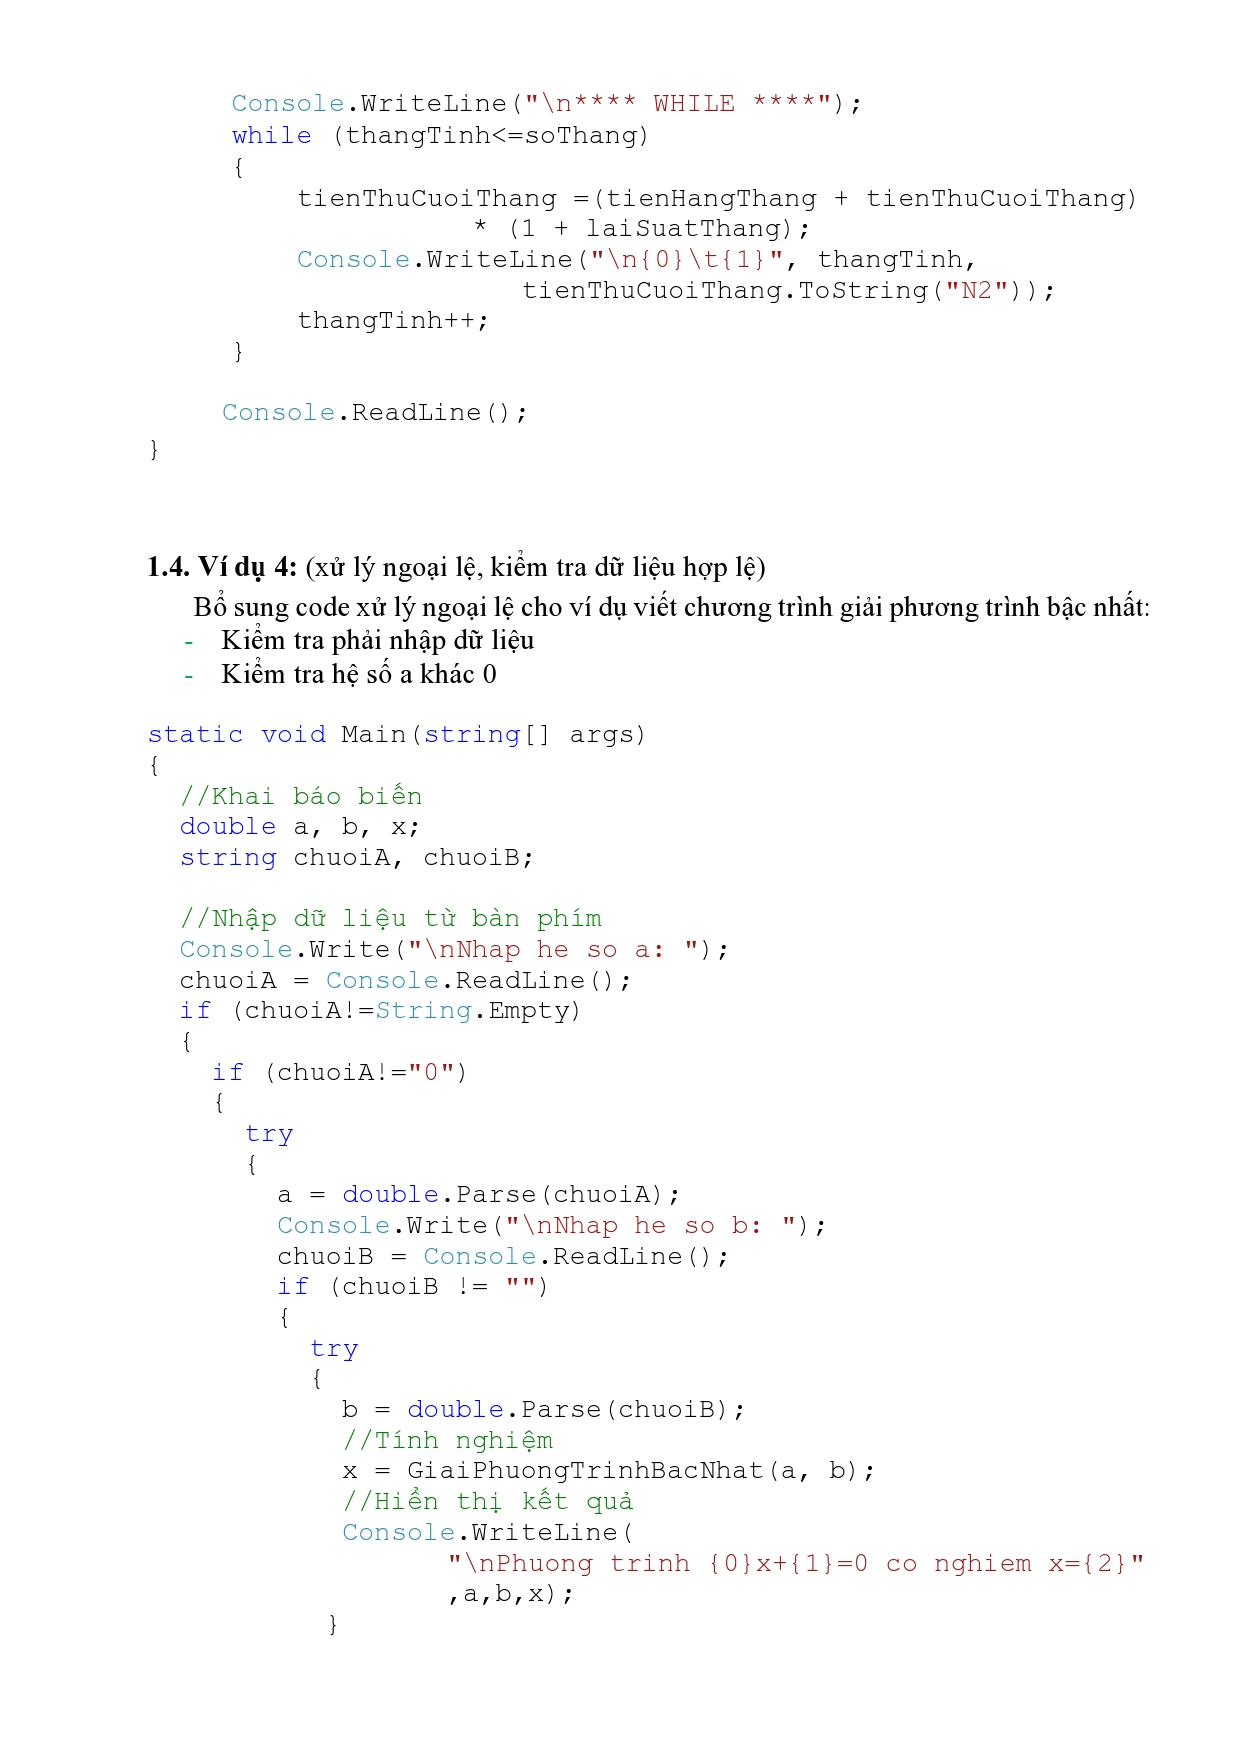 Console.WriteLine("\n**** WHILE ****");
while (thangTinh<=soThang)
{
tienThuCuoiThang =(tienHangThang + tienThuCuoiThang)
* (1 + laiSuatThang);
Console.WriteLine("\n{0}\t{1}", thangTinh,
tienThuCuoiThang.ToString("N2"));
thangTinh++;
}
Console.ReadLine();
}
1.4. Ví dụ 4: (xử lý ngoại lệ, kiểm tra dữ liệu hợp lệ)
Bổ sung code xử lý ngoại lệ cho ví dụ viết chương trình giải phương trình bậc nhất:
- Kiểm tra phải nhập dữ liệu
- Kiểm tra hệ số a khác 0
static void Main(string[] args)
{
//Khai báo biến
double a, b, x;
string chuoiA, chuoiB;
//Nhập dữ liệu từ bàn phím
Console.Write("\nNhap he so a: ");
chuoiA = Console.ReadLine();
if (chuoiA!=String.Empty)
{
if (chuoiA!="0")
{
try
{
a = double.Parse(chuoiA);
Console.Write("\nNhap he so b: ");
chuoiB = Console.ReadLine();
if (chuoiB != "")
{
try
{
b = double.Parse(chuoiB);
//Tính nghiệm
x = GiaiPhuongTrinhBacNhat(a, b);
//Hiển thị kết quả
Console.WriteLine(
"\nPhuong trinh {0}x+{1}=0 co nghiem x={2}"
,a,b,x);
}